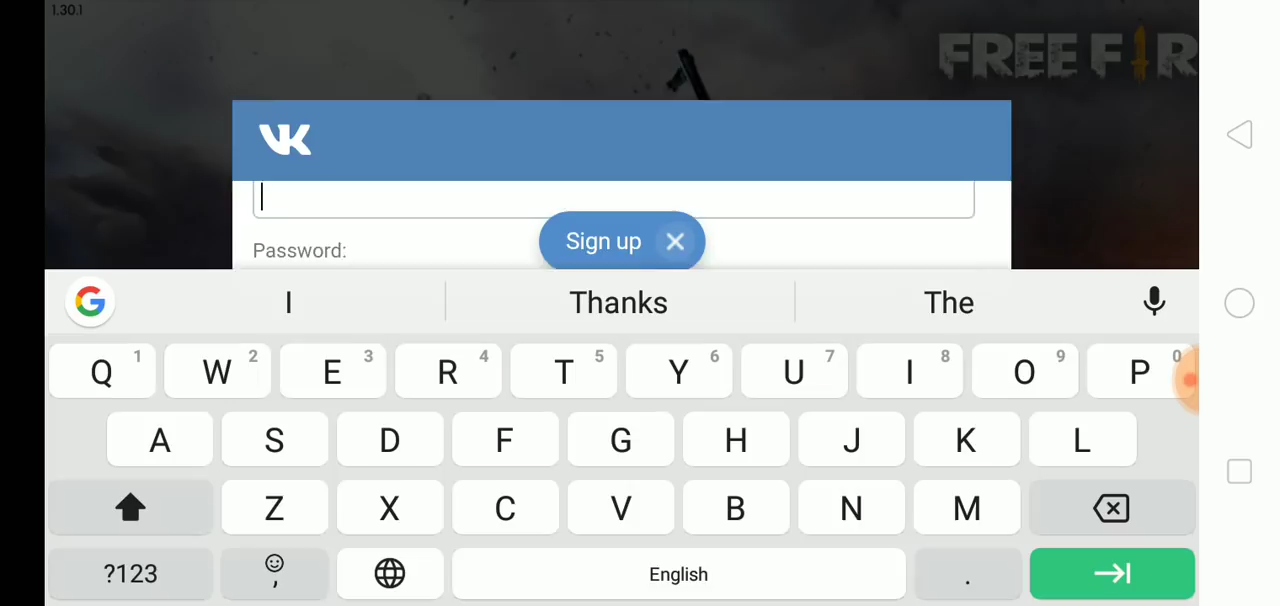 1.30.1
FREE FIR
VK
Sign up
Password:
I Thanks The
Q 1 W 2 E 3 R 4 T 5 Y 6 U 7 I 8 O 9 P 0
A S D F G H J K L
Z X C V B N M
?123 , English .